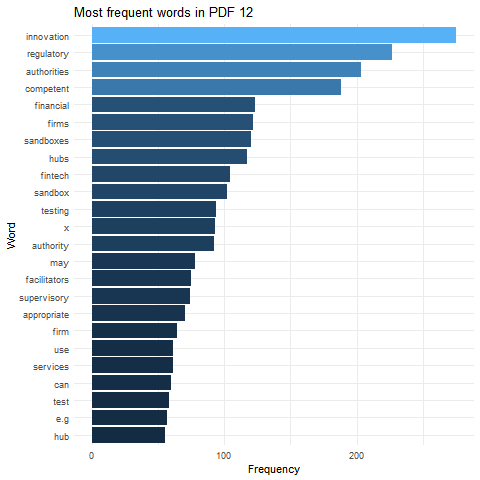 Most frequent words in PDF 12
innovation
regulatory
authorities
competent
financial
firms
sandboxes
hubs
fintech
sandbox
testing
x
authority
may
facilitators
supervisory
appropriate
firm
use
services
can
test
e.g
hub
Word
0 100 200
Frequency